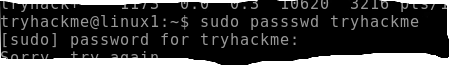 tryhackme@linux1:~$ sudo passswd tryhackme
[sudo] password for tryhackme:
Sorry, try again